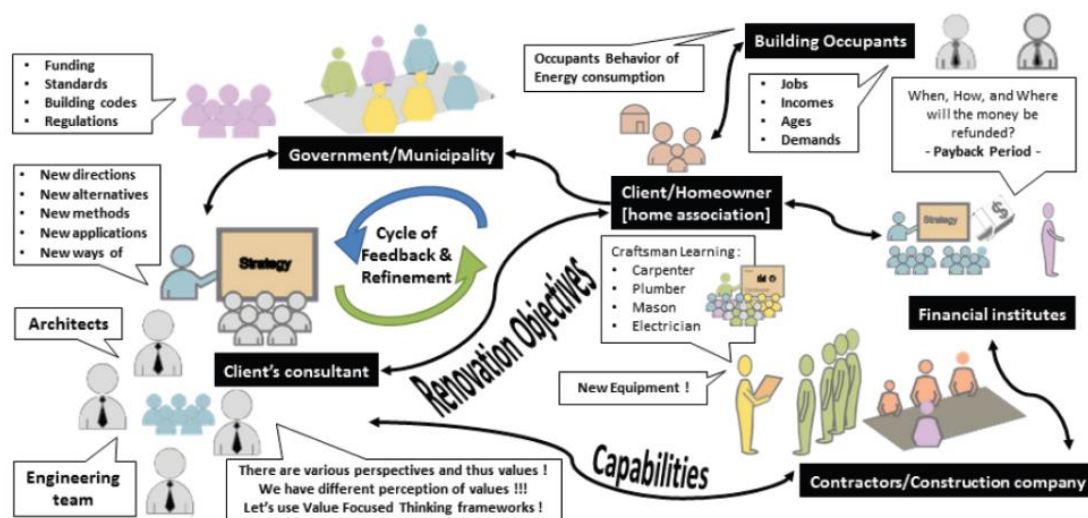 • Funding
• Standards
• Building codes
• Regulations
Government/Municipality
Occupants Behavior of
Energy consumption
Building Occupants
• Jobs
• Incomes
• Ages
• Demands
When, How, and Where
will the money be
refunded?
- Payback Period -
• New directions
• New alternatives
• New methods
• New applications
• New ways of
Strategy
Cycle of
Feedback &
Refinement
Client/Homeowner
[home association]
Strategy
$
Craftsman Learning :
• Carpenter
• Plumber
• Mason
• Electrician
Financial institutes
Architects
Client's consultant
Renovation Objectives
New Equipment !
Engineering
team
There are various perspectives and thus values !
We have different perception of values !!!
Let's use Value Focused Thinking frameworks !
Capabilities
Contractors/Construction company